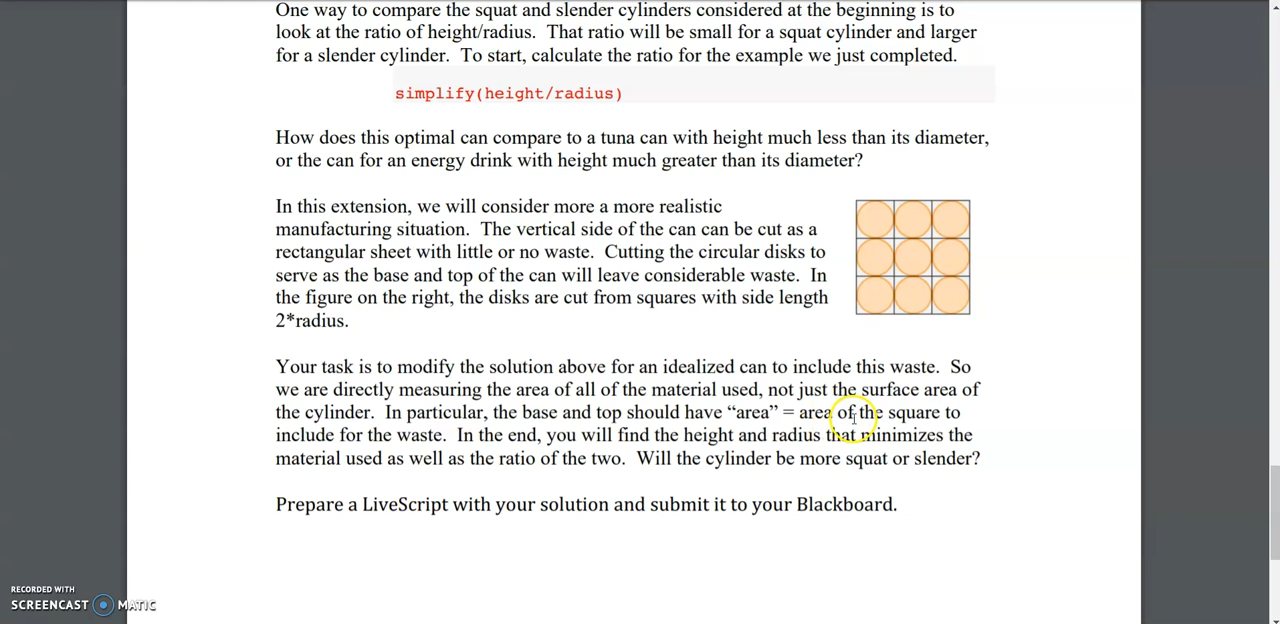 One way to compare the squat and slender cylinders considered at the beginning is to
look at the ratio of height/radius.  That ratio will be small for a squat cylinder and larger
for a slender cylinder.  To start, calculate the ratio for the example we just completed.
simplify(height/radius)
How does this optimal can compare to a tuna can with height much less than its diameter,
or the can for an energy drink with height much greater than its diameter?
In this extension, we will consider more a more realistic
manufacturing situation.  The vertical side of the can can be cut as a
rectangular sheet with little or no waste.  Cutting the circular disks to
serve as the base and top of the can will leave considerable waste.  In
the figure on the right, the disks are cut from squares with side length
2*radius.
Your task is to modify the solution above for an idealized can to include this waste.  So
we are directly measuring the area of all of the material used, not just the surface area of
the cylinder.  In particular, the base and top should have “area” = area of the square to
include for the waste.  In the end, you will find the height and radius that minimizes the
material used as well as the ratio of the two.  Will the cylinder be more squat or slender?
Prepare a LiveScript with your solution and submit it to your Blackboard.
RECORDED WITH
SCREENCAST MATIC